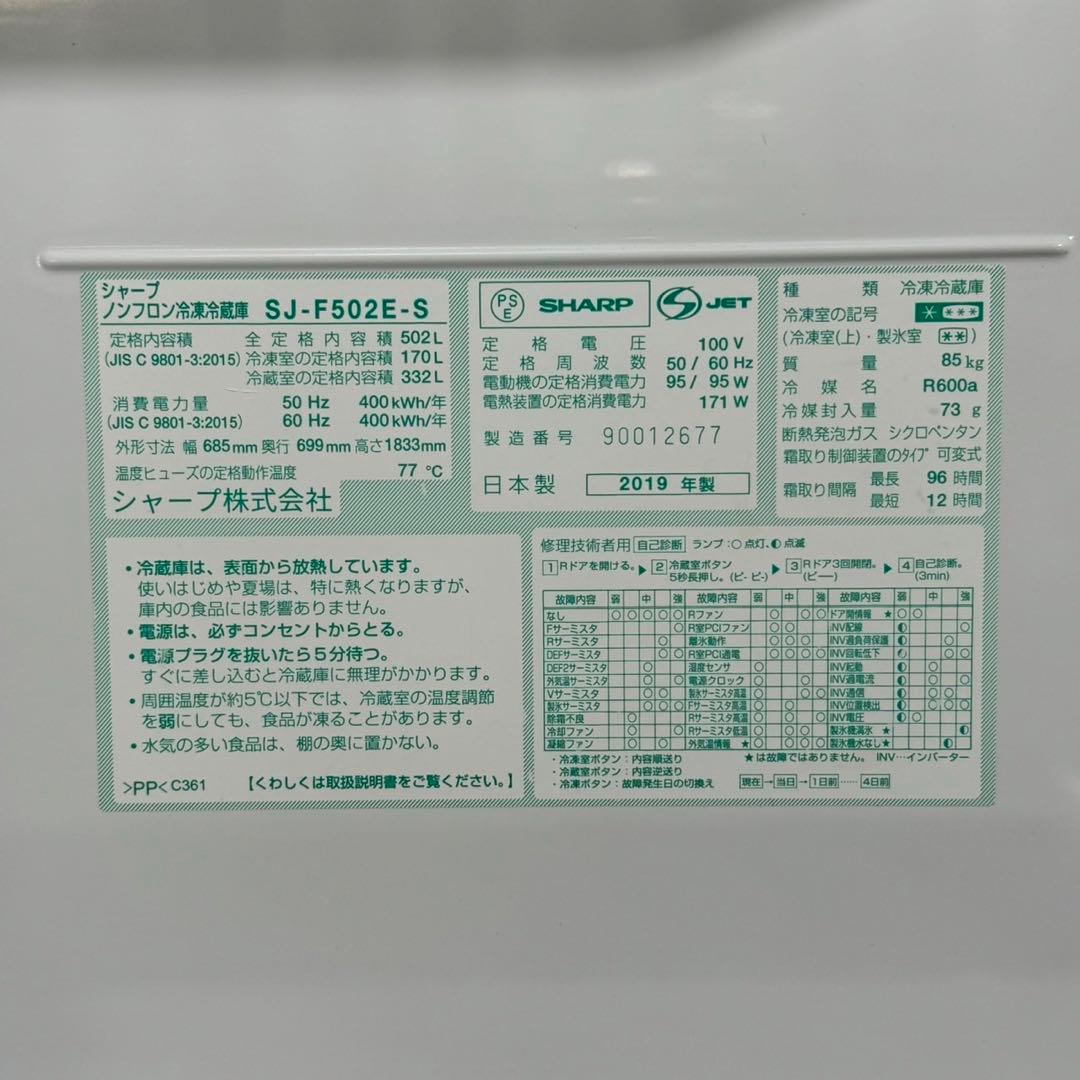 シャープ
ノンフロン冷凍冷蔵庫 SJ-F502E-S
定格内容積 全定格内容積 502L
(JIS C 9801-3:2015) 冷凍室の定格内容積 170L
冷蔵室の定格内容積 332L
消費電力量 50 Hz 400kWh/年
(JIS C 9801-3:2015) 60 Hz 400kWh/年
外形寸法 幅 685mm 奥行 699mm 高さ1833mm
温度ヒューズの定格動作温度 77 ℃
シャープ株式会社
PS
E
SHARP
JET
定格電圧 100V
定格周波数 50/60Hz
電動機の定格消費電力 95/95W
電熱装置の定格消費電力 171W
製造番号 90012677
日本製 2019 年製
種類 冷凍冷蔵庫
冷凍室の記号 * ***
(冷凍室(上)・製氷室 **)
質量 85kg
冷媒名 R600a
冷媒封入量 73 g
断熱発泡ガス シクロペンタン
霜取り制御装置のタイプ 可変式
霜取り間隔 最長 96 時間
最短 12 時間
・冷蔵庫は、表面から放熱しています。
使いはじめや夏場は、特に熱くなりますが、
庫内の食品には影響ありません。
・電源は、必ずコンセントからとる。
・電源プラグを抜いたら5分待つ。
すぐに差し込むと冷蔵庫に無理がかかります。
・周囲温度が約5℃以下では、冷蔵室の温度調節
を弱にしても、食品が凍ることがあります。
・水気の多い食品は、棚の奥に置かない。
>PP< C361 【くわしくは取扱説明書をご覧ください。】
修理技術者用 自己診断 ランプ:○点灯、◐点滅
1 Rドアを開ける。▶ 2 冷蔵室ボタン 5秒長押し。(ピ- ピ-) ▶ 3 Rドア3回開閉。(ピー) ▶ 4 自己診断。(3min)
故障内容 弱 中 強 故障内容 弱 中 強 故障内容 弱 中 強
なし Rファン ドア開情報 ★
Fサーミスタ R室PCIファン INV配線
Rサーミスタ 離氷動作 INV過負荷保護
DEFサーミスタ R室PCI通電 INV回転低下
DEF2サーミスタ 湿度センサ INV起動
外気温サーミスタ 電源クロック INV過電流
Vサーミスタ 製氷サーミスタ高温 INV通信
製氷サーミスタ Fサーミスタ高温 INV位置検出
除霜不良 Rサーミスタ高温 INV電圧
冷却ファン Rサーミスタ低温 製氷機満氷 ★
凝縮ファン 外気温情報 ★ 製氷機水なし ★
・冷凍室ボタン:内容順送り ★は故障ではありません。 INV…インバーター
・冷蔵室ボタン:内容逆送り
・冷凍ボタン:故障発生日の切換え 現在→当日→1日前……4日前